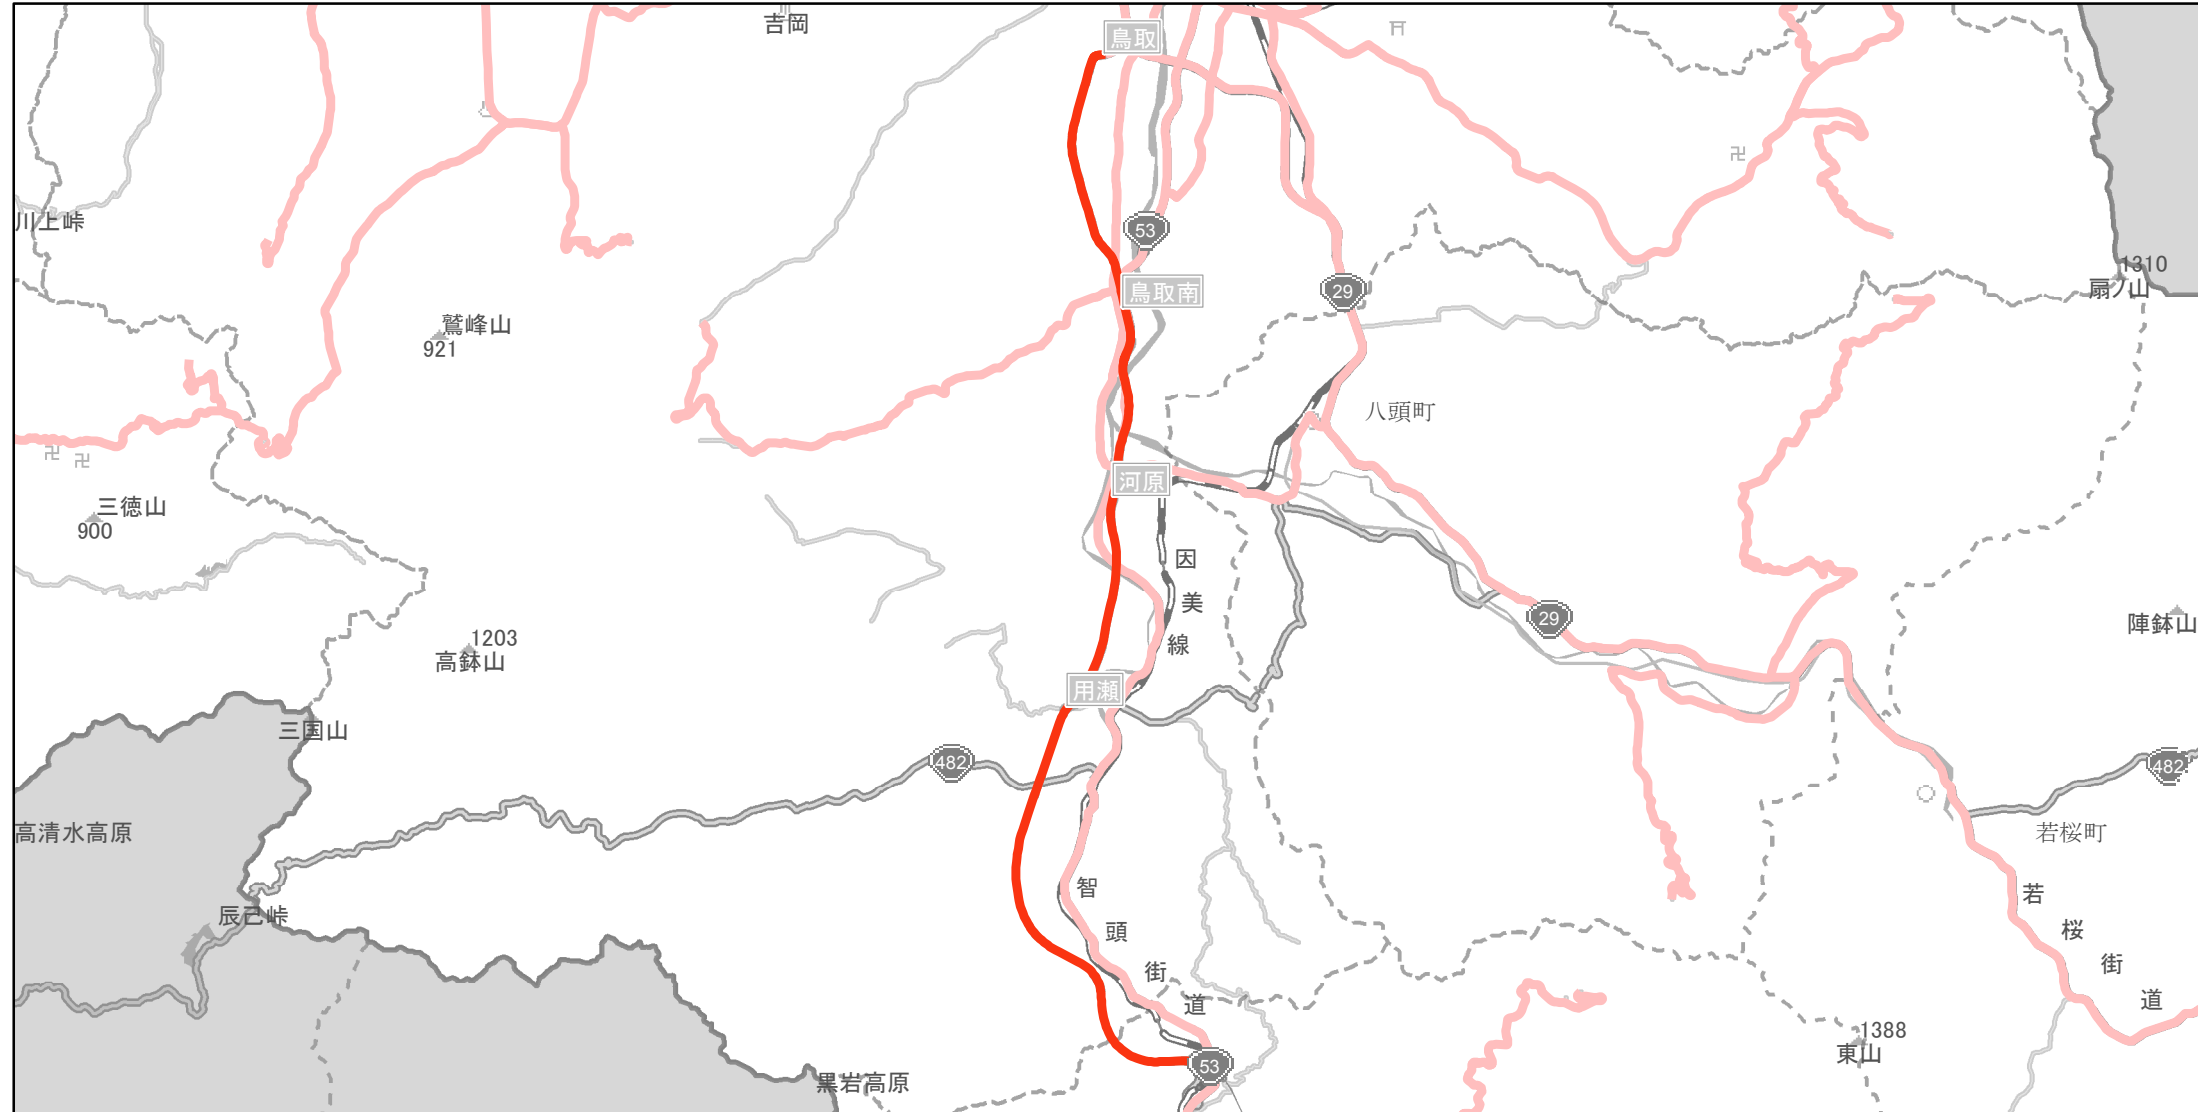 吉岡
鳥取
川上峠
53
鳥取南
29
1310
扇ノ山
鷲峰山
921
八頭町
河原
三徳山
900
因美線
29
陣鉢山
1203
高鉢山
用瀬
三国山
482
482
高清水高原
若桜町
智頭街道
若桜街道
辰己峠
1388
東山
53
黒岩高原